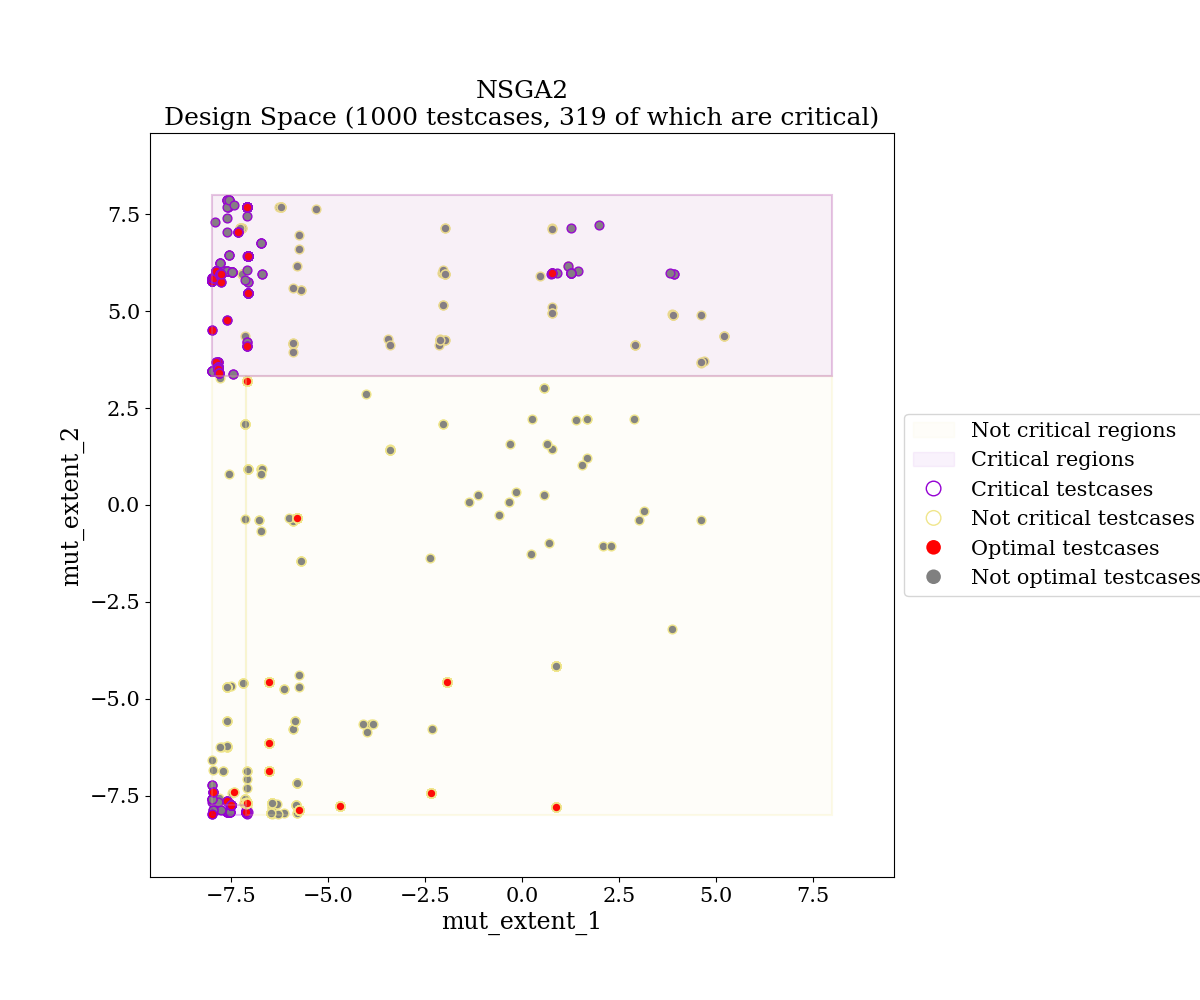 NSGA2
Design Space (1000 testcases, 319 of which are critical)
7.5
5.0
2.5
0.0
−2.5
−5.0
−7.5
mut_extent_2
−7.5 −5.0 −2.5 0.0 2.5 5.0 7.5
mut_extent_1
Not critical regions
Critical regions
Critical testcases
Not critical testcases
Optimal testcases
Not optimal testcases